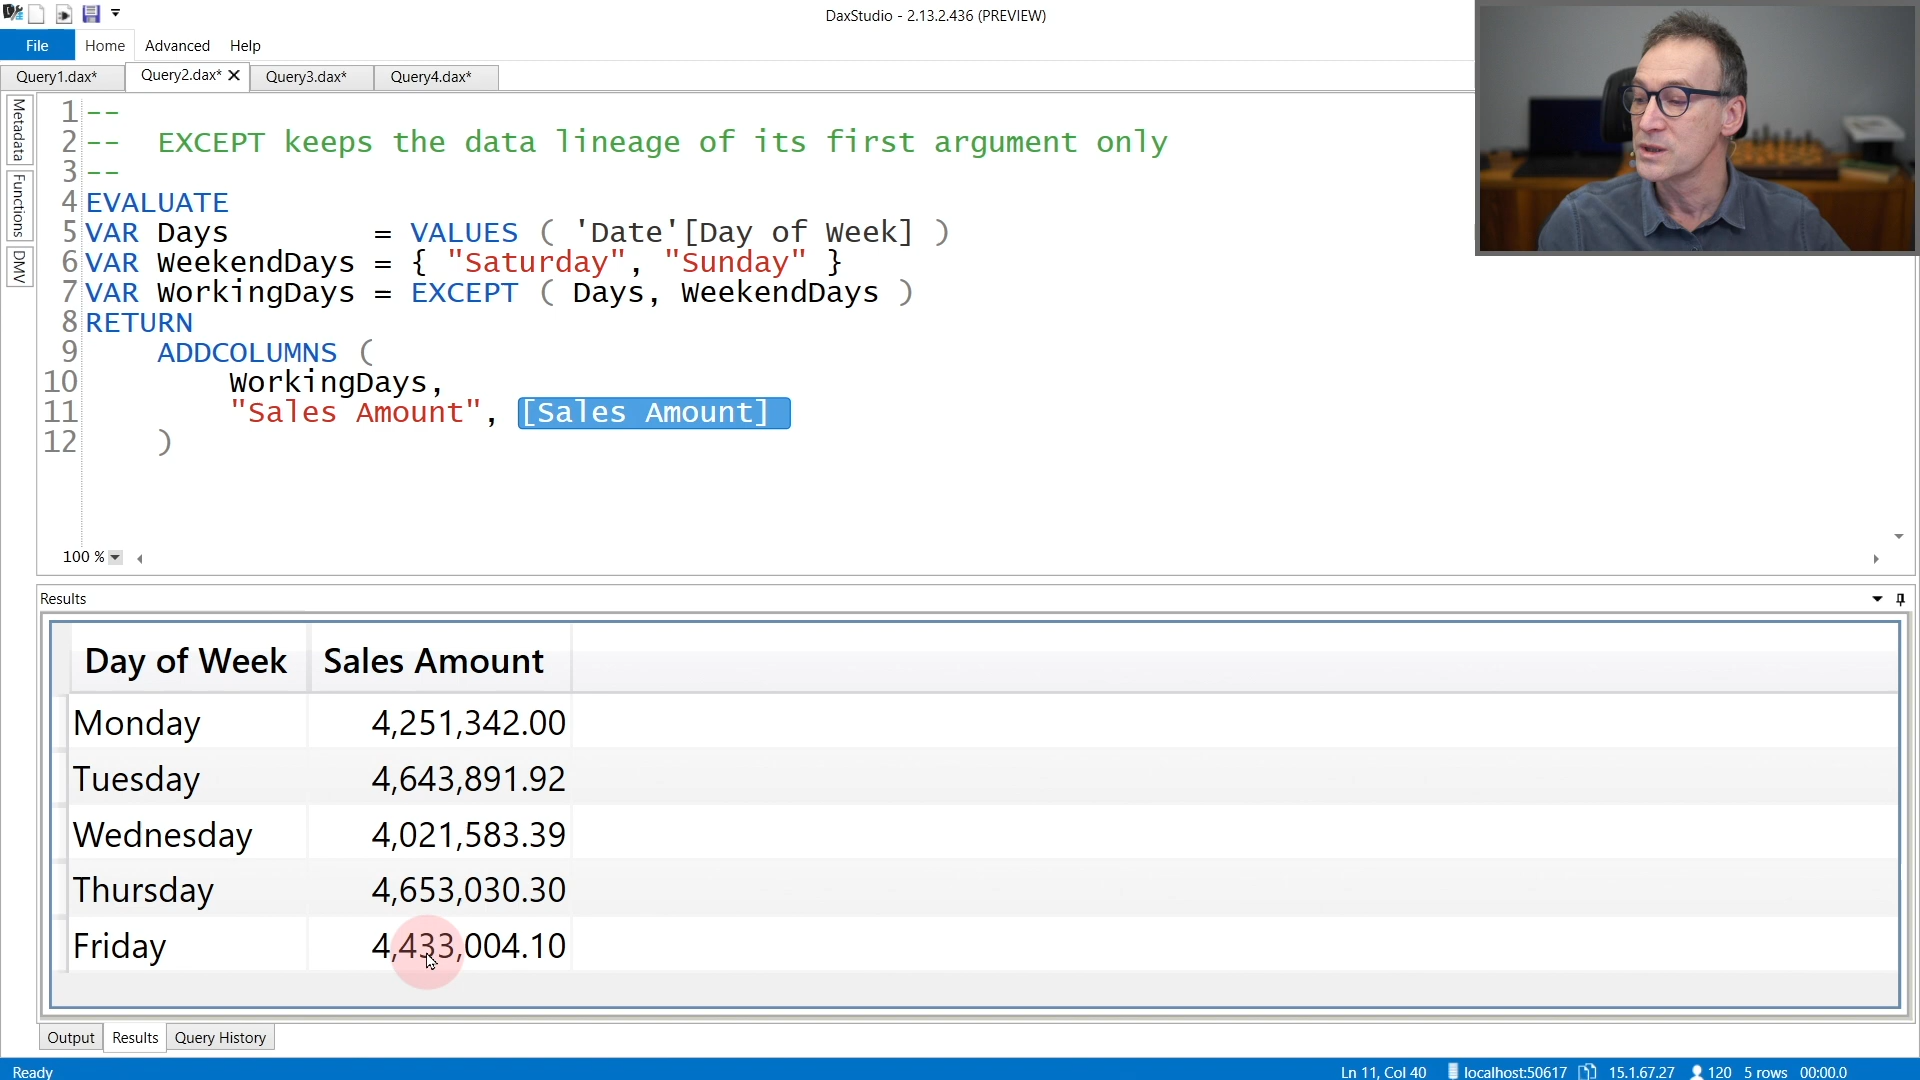 DaxStudio - 2.13.2.436 (PREVIEW)
File Home Advanced Help
Query1.dax* Query2.dax* Query3.dax* Query4.dax*
Metadata
Functions
DMV
1 --
2 -- EXCEPT keeps the data lineage of its first argument only
3 --
4 EVALUATE
5 VAR Days = VALUES ( 'Date'[Day of Week] )
6 VAR WeekendDays = { "Saturday", "Sunday" }
7 VAR WorkingDays = EXCEPT ( Days, WeekendDays )
8 RETURN
9 ADDCOLUMNS (
10 WorkingDays,
11 "Sales Amount", [Sales Amount]
12 )
100 %
Results
Day of Week Sales Amount
Monday 4,251,342.00
Tuesday 4,643,891.92
Wednesday 4,021,583.39
Thursday 4,653,030.30
Friday 4,433,004.10
Output Results Query History
Ready Ln 11, Col 40 localhost:50617 15.1.67.27 120 5 rows 00:00.0